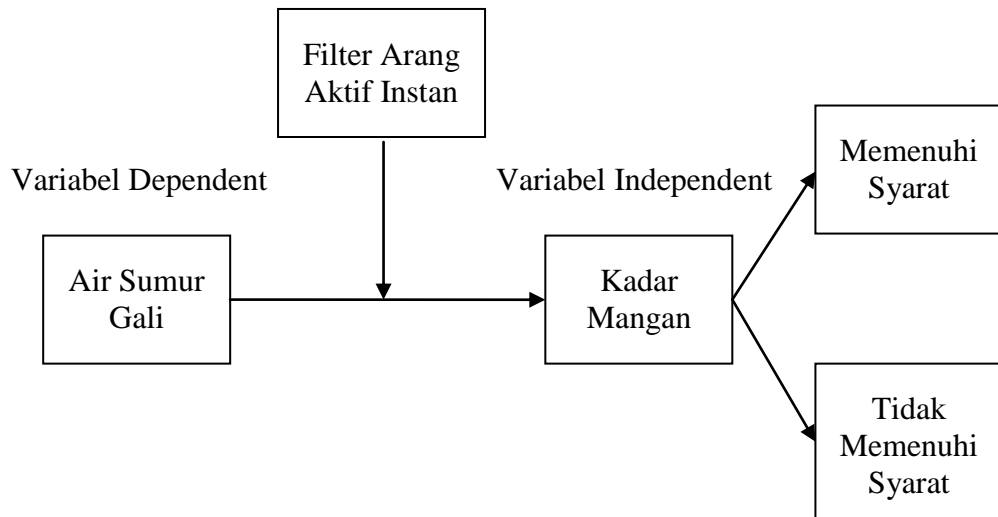 Filter Arang
Aktif Instan
Variabel Dependent
Variabel Independent
Memenuhi
Syarat
Air Sumur
Gali
Kadar
Mangan
Tidak
Memenuhi
Syarat